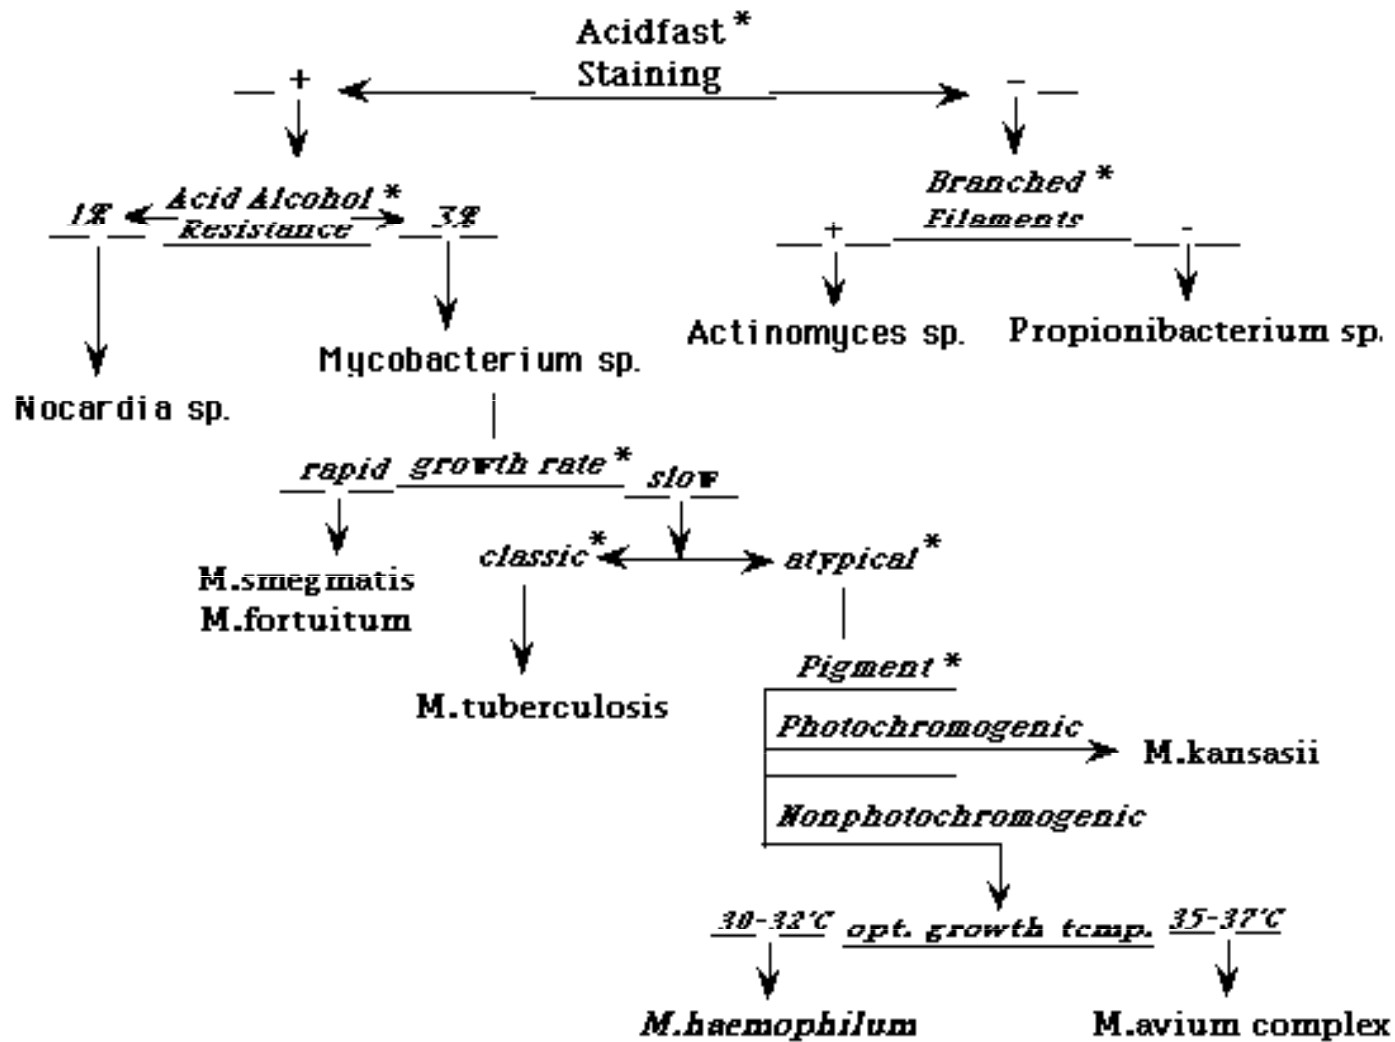 Acidfast *
Staining
+
-
Acid Alcohol *
Resistance
1%
3%
Branched *
Filaments
+
-
Actinomyces sp.
Propionibacterium sp.
Mycobacterium sp.
Nocardia sp.
rapid
growth rate *
slow
classic *
atypical *
M.smegmatis
M.fortuitum
Pigment *
M.tuberculosis
Photochromogenic
M.kansasii
Nonphotochromogenic
30-32°C
opt. growth temp.
35-37°C
M.haemophilum
M.avium complex